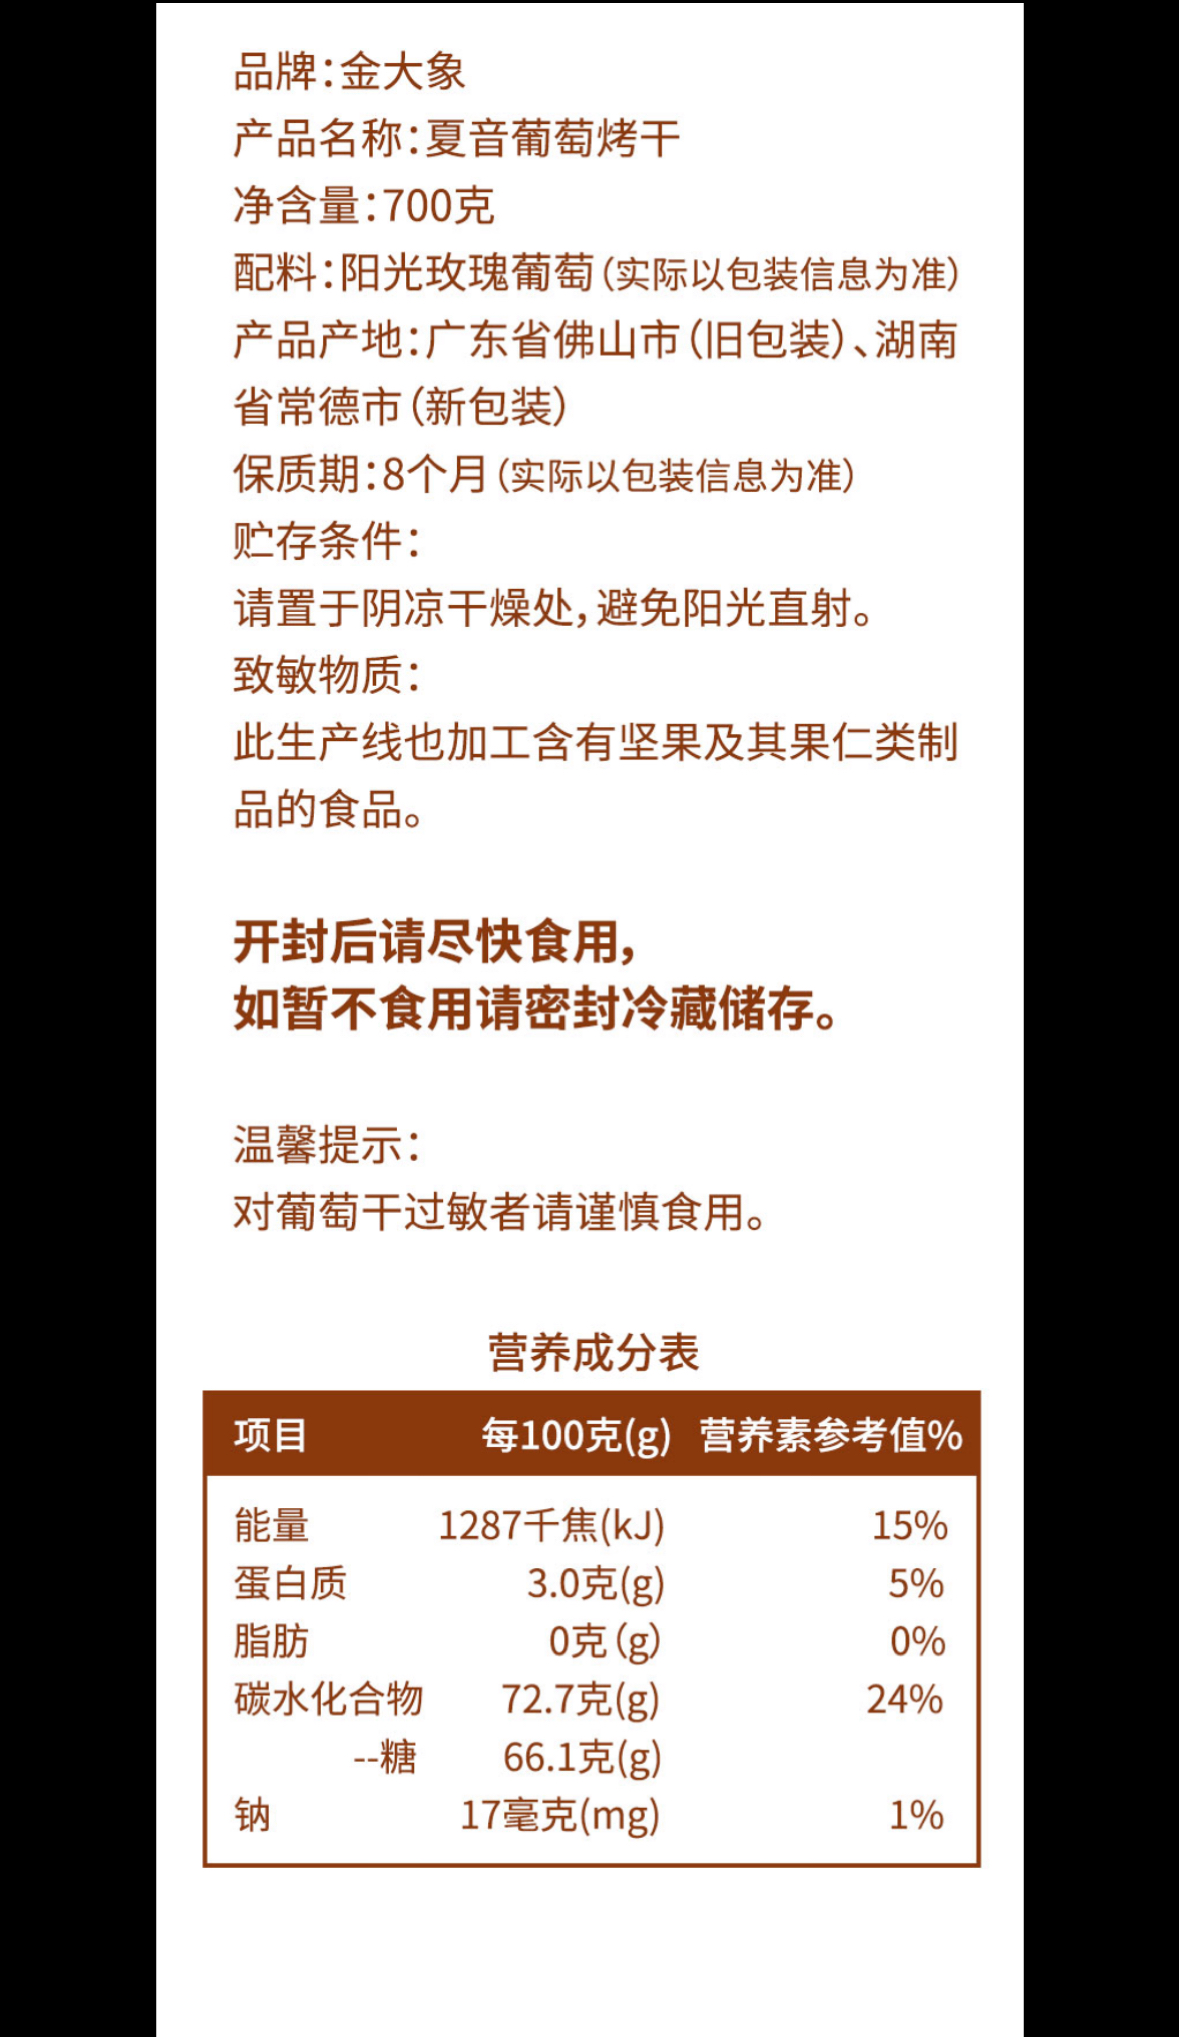 品牌：金大象
产品名称：夏音葡萄烤干
净含量：700克
配料：阳光玫瑰葡萄（实际以包装信息为准）
产品产地：广东省佛山市（旧包装）、湖南
省常德市（新包装）
保质期：8个月（实际以包装信息为准）
贮存条件：
请置于阴凉干燥处，避免阳光直射。
致敏物质：
此生产线也加工含有坚果及其果仁类制
品的食品。
开封后请尽快食用，
如暂不食用请密封冷藏储存。
温馨提示：
对葡萄干过敏者请谨慎食用。
营养成分表
项目 每100克(g) 营养素参考值%
能量 1287千焦(kJ) 15%
蛋白质 3.0克(g) 5%
脂肪 0克（g） 0%
碳水化合物 72.7克(g) 24%
--糖 66.1克(g)
钠 17毫克(mg) 1%